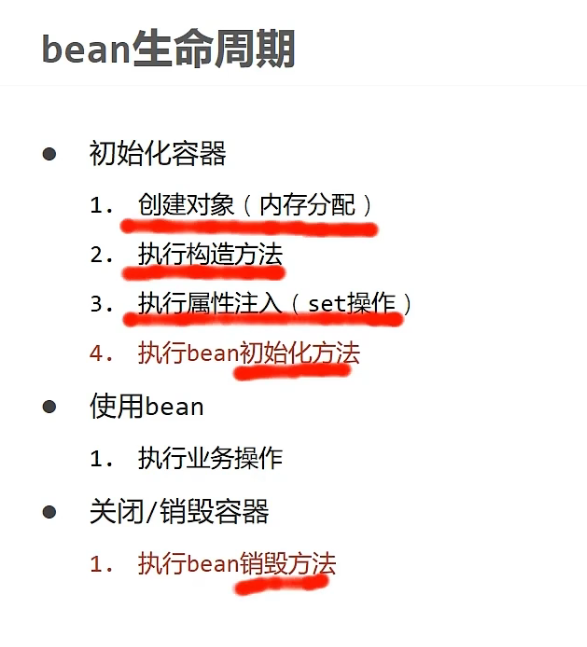 bean生命周期
● 初始化容器
1. 创建对象（内存分配）
2. 执行构造方法
3. 执行属性注入（set操作）
4. 执行bean初始化方法
● 使用bean
1. 执行业务操作
● 关闭/销毁容器
1. 执行bean销毁方法